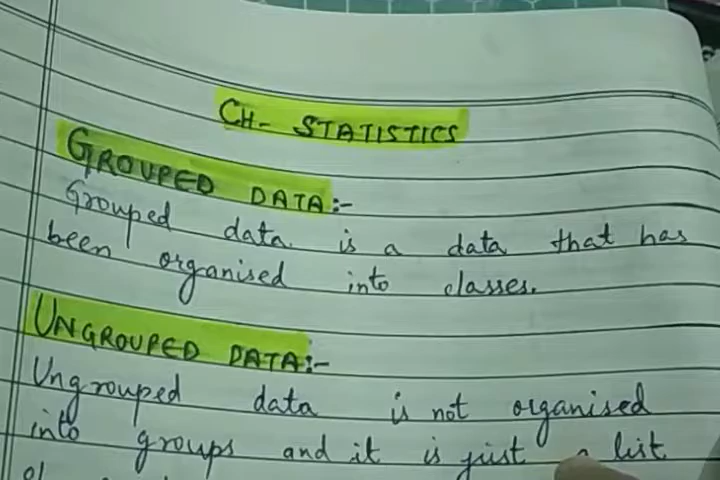 CH- STATISTICS
GROUPED DATA:-
Grouped data is a data that has
been organised into classes.
UNGROUPED DATA:-
Ungrouped data is not organised
into groups and it is just a list